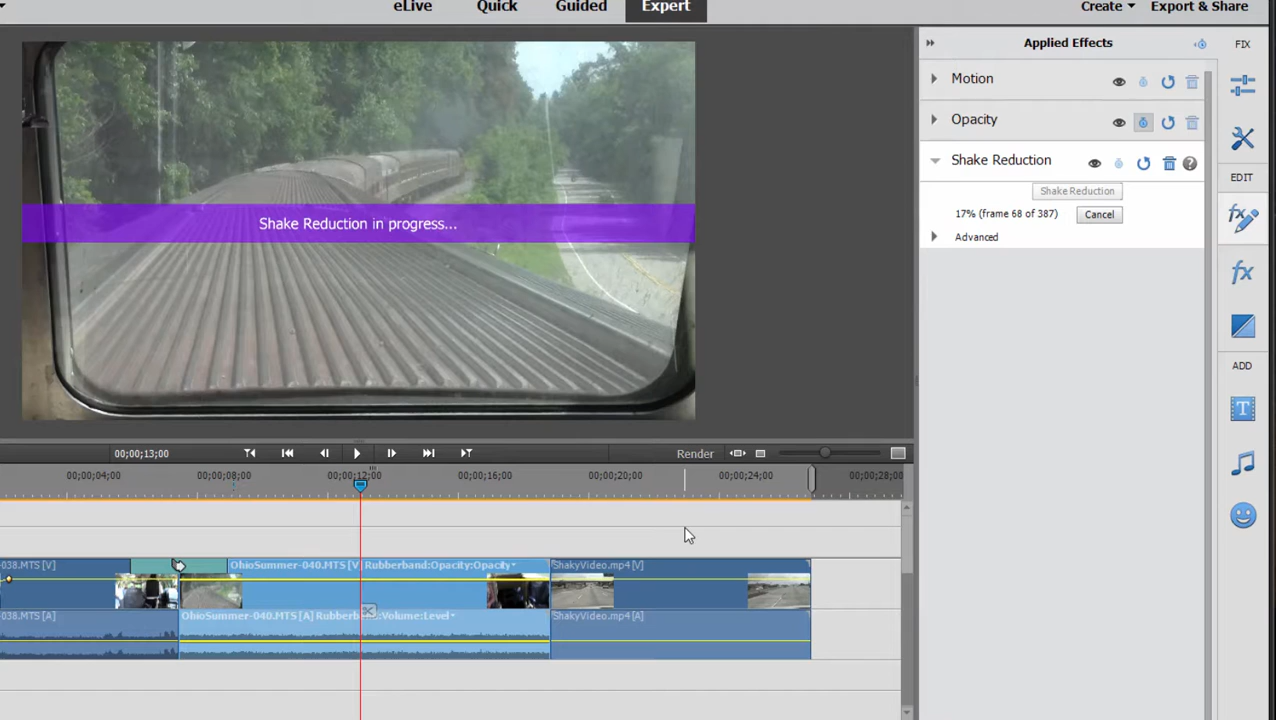 eLive Quick Guided Expert Create Export & Share
Applied Effects FIX
Motion
Opacity
Shake Reduction
EDIT
Shake Reduction
17% (frame 68 of 387) Cancel
Advanced
Shake Reduction in progress...
ADD
00;00;13;00 Render
00;00;04;00 00;00;08;00 00;00;12;00 00;00;16;00 00;00;20;00 00;00;24;00 00;00;28;00
-038.MTS [V] OhioSummer-040.MTS [V] Rubberband:Opacity:Opacity ShakyVideo.mp4 [V]
-038.MTS [A] OhioSummer-040.MTS [A] :Volume:Level ShakyVideo.mp4 [A]